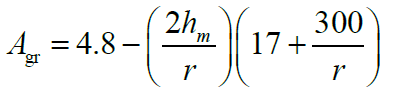 A_gr = 4.8 − (2h_m / r)(17 + 300 / r)